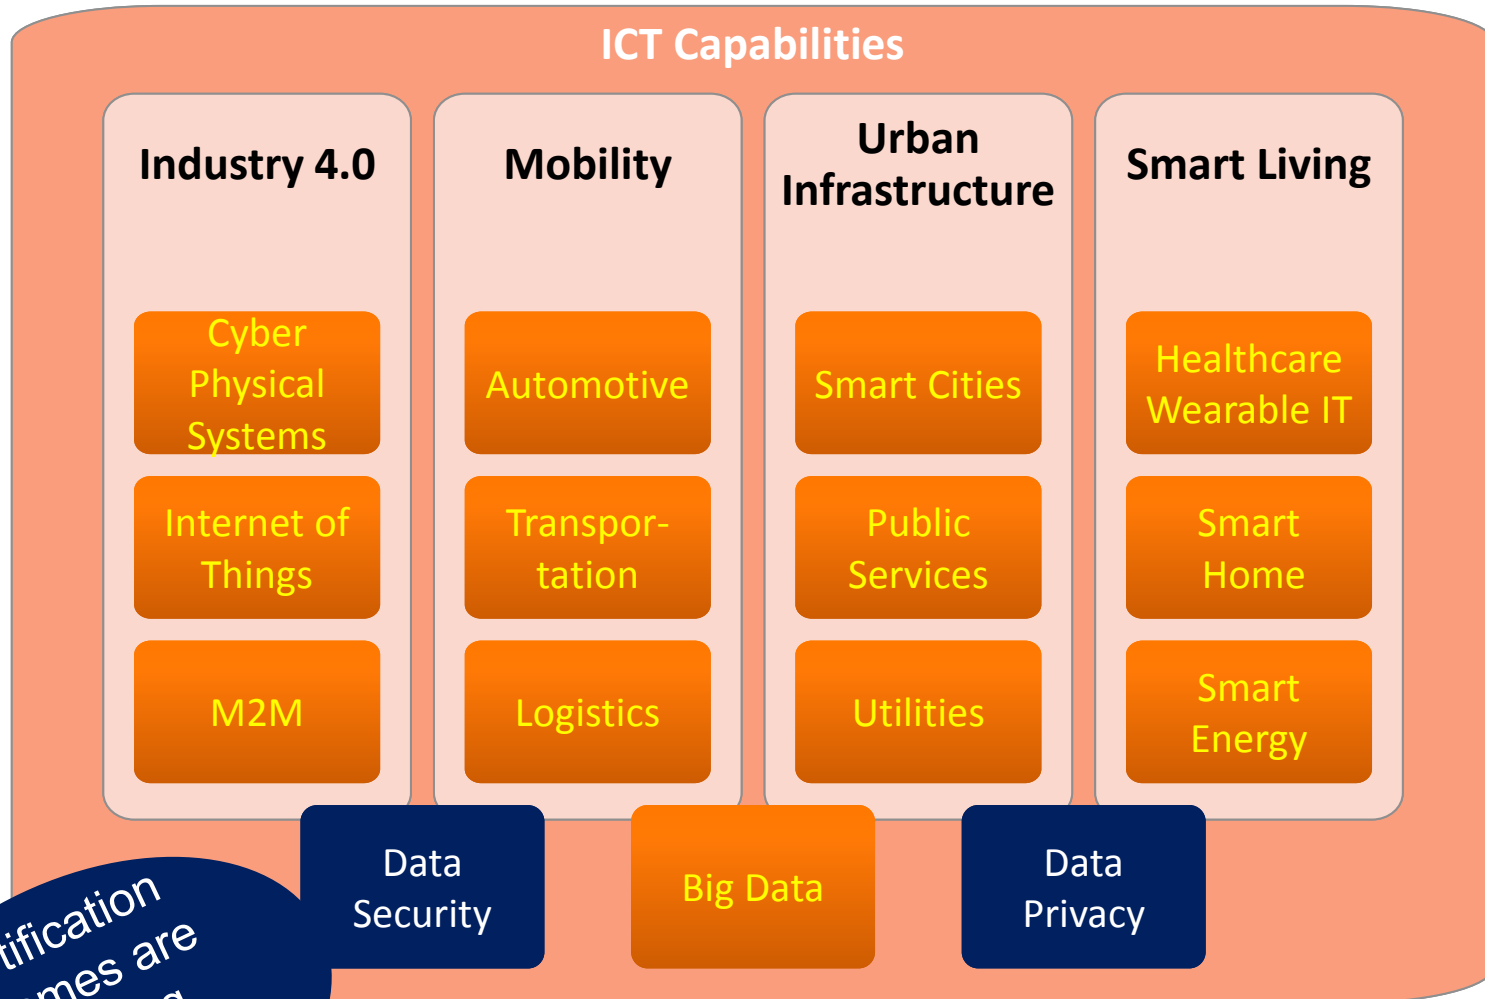 ICT Capabilities
Industry 4.0
Cyber
Physical
Systems
Internet of
Things
M2M
Mobility
Automotive
Transpor-
tation
Logistics
Urban
Infrastructure
Smart Cities
Public
Services
Utilities
Smart Living
Healthcare
Wearable IT
Smart
Home
Smart
Energy
Data
Security
Big Data
Data
Privacy
are